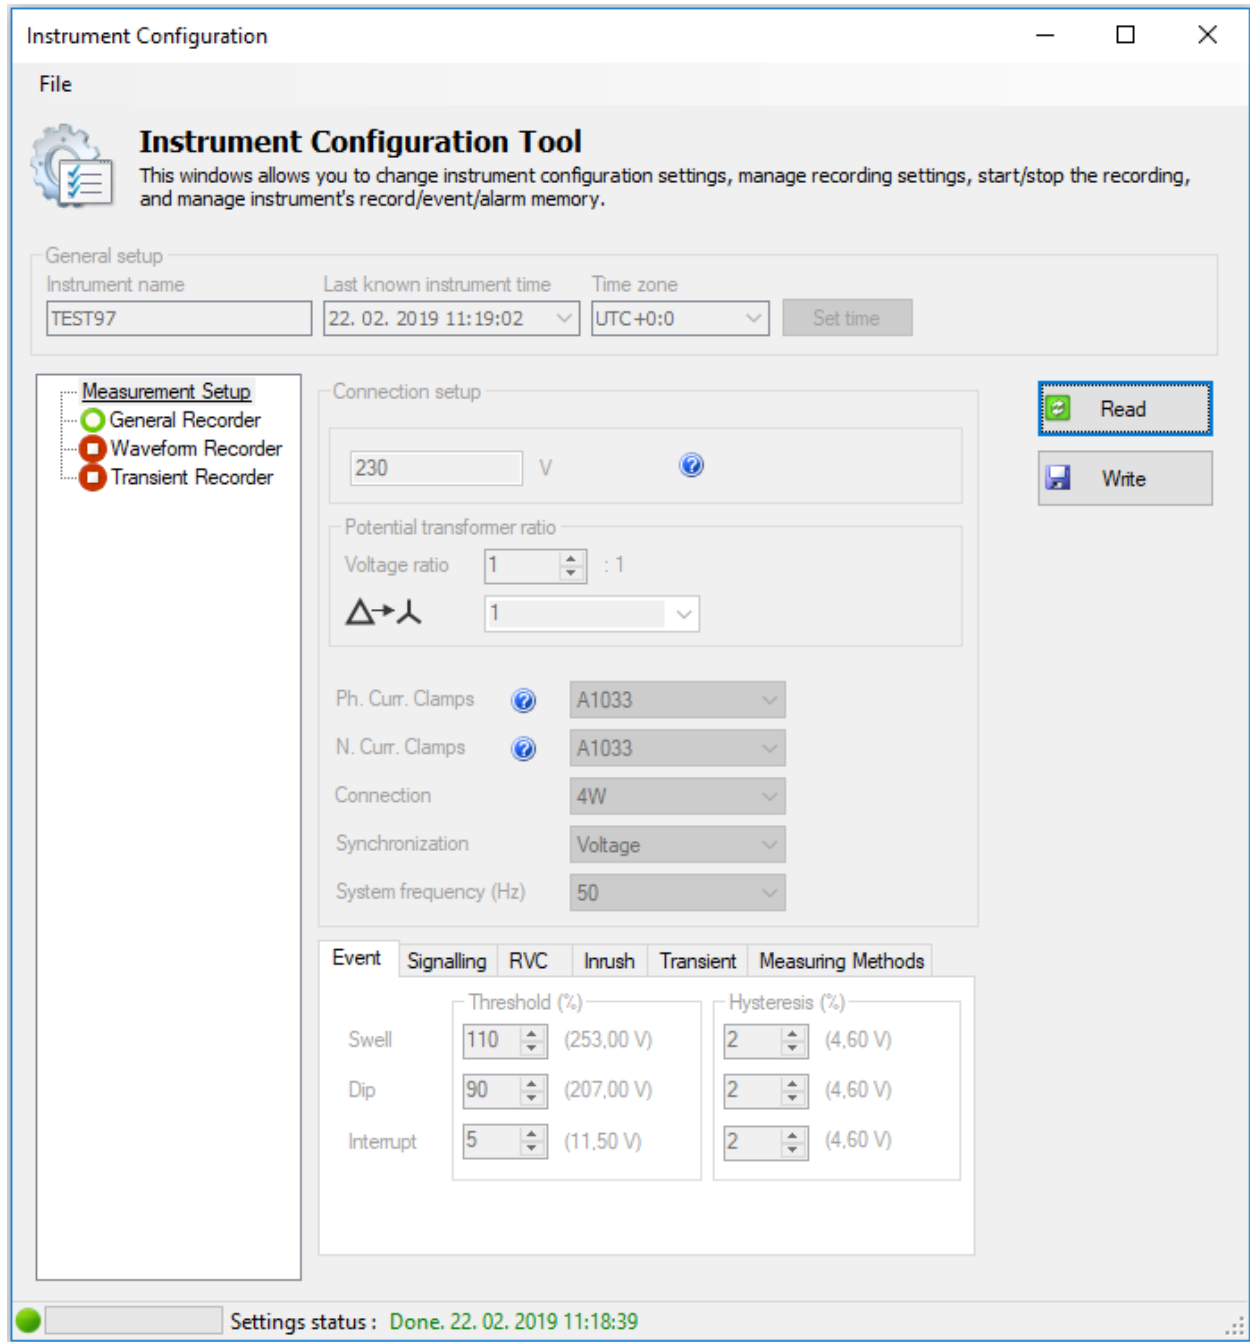 Instrument Configuration
File
Instrument Configuration Tool
This windows allows you to change instrument configuration settings, manage recording settings, start/stop the recording,
and manage instrument's record/event/alarm memory.
General setup
Instrument name Last known instrument time Time zone
TEST97 22. 02. 2019 11:19:02 UTC+0:0 Set time
Measurement Setup
General Recorder
Waveform Recorder
Transient Recorder
Connection setup
230 V
Potential transformer ratio
Voltage ratio 1 : 1
1
Ph. Curr. Clamps A1033
N. Curr. Clamps A1033
Connection 4W
Synchronization Voltage
System frequency (Hz) 50
Read
Write
Event Signalling RVC Inrush Transient Measuring Methods
Threshold (%) Hysteresis (%)
Swell 110 (253,00 V) 2 (4,60 V)
Dip 90 (207,00 V) 2 (4,60 V)
Interrupt 5 (11,50 V) 2 (4,60 V)
Settings status : Done. 22. 02. 2019 11:18:39